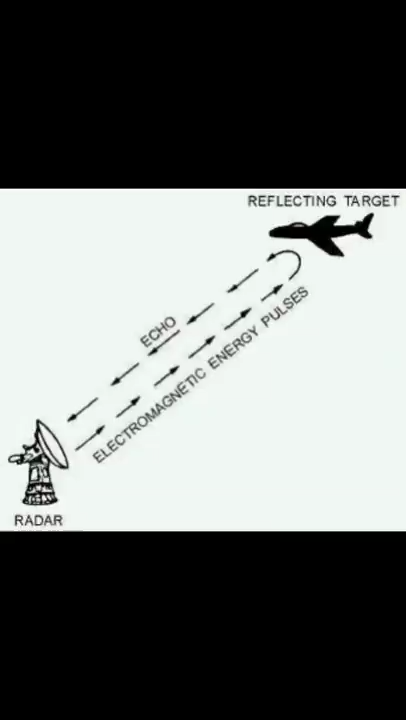 REFLECTING TARGET
ECHO
ELECTROMAGNETIC ENERGY PULSES
RADAR